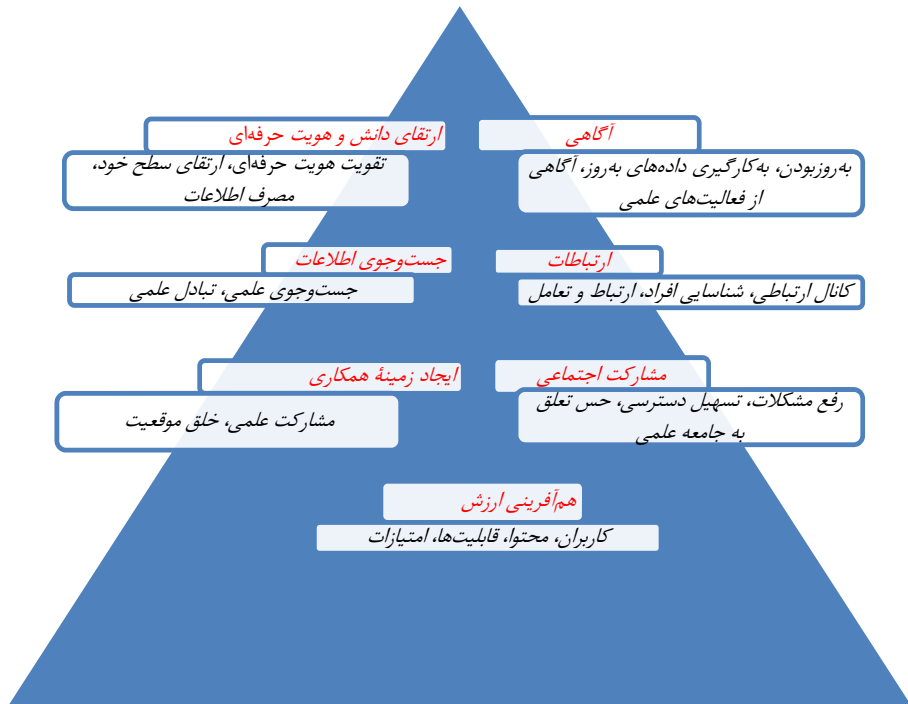 آگاهی
به‌روزبودن، به‌کارگیری داده‌های به‌روز، آگاهی
از فعالیت‌های علمی
ارتقای دانش و هویت حرفه‌ای
تقویت هویت حرفه‌ای، ارتقای سطح خود،
مصرف اطلاعات
ارتباطات
کانال ارتباطی، شناسایی افراد، ارتباط و تعامل
جست‌وجوی اطلاعات
جست‌وجوی علمی، تبادل علمی
مشارکت اجتماعی
رفع مشکلات، تسهیل دسترسی، حس تعلق
به جامعه علمی
ایجاد زمینهٔ همکاری
مشارکت علمی، خلق موقعیت
هم‌آفرینی ارزش
کاربران، محتوا، قابلیت‌ها، امتیازات